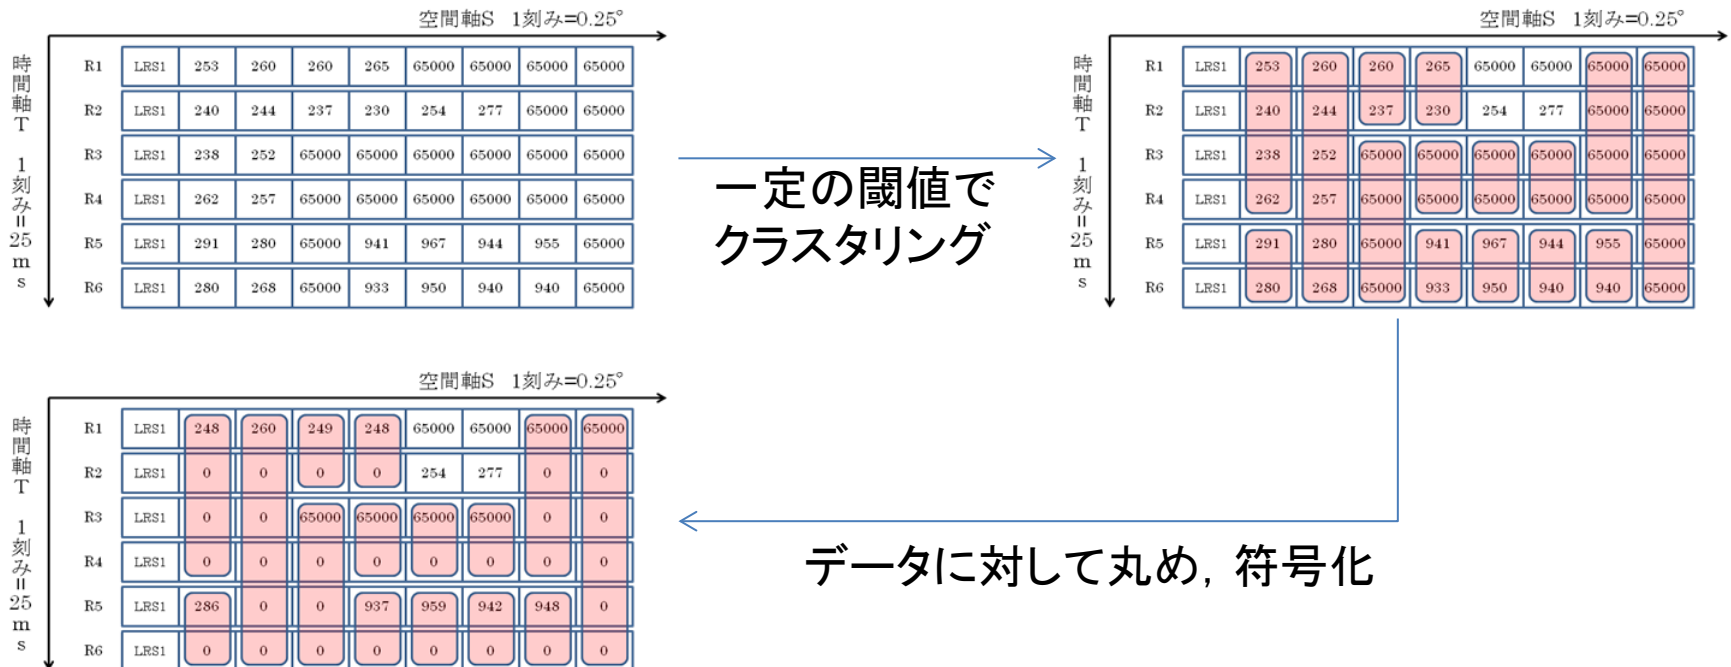 空間軸S 1刻み=0.25°
時間軸T 1刻み=25ms
R1 LRS1 253 260 260 265 65000 65000 65000 65000
R2 LRS1 240 244 237 230 254 277 65000 65000
R3 LRS1 238 252 65000 65000 65000 65000 65000 65000
R4 LRS1 262 257 65000 65000 65000 65000 65000 65000
R5 LRS1 291 280 65000 941 967 944 955 65000
R6 LRS1 280 268 65000 933 950 940 940 65000
一定の閾値で
クラスタリング
空間軸S 1刻み=0.25°
時間軸T 1刻み=25ms
R1 LRS1 253 260 260 265 65000 65000 65000 65000
R2 LRS1 240 244 237 230 254 277 65000 65000
R3 LRS1 238 252 65000 65000 65000 65000 65000 65000
R4 LRS1 262 257 65000 65000 65000 65000 65000 65000
R5 LRS1 291 280 65000 941 967 944 955 65000
R6 LRS1 280 268 65000 933 950 940 940 65000
データに対して丸め，符号化
空間軸S 1刻み=0.25°
時間軸T 1刻み=25ms
R1 LRS1 248 260 249 248 65000 65000 65000 65000
R2 LRS1 0 0 0 0 254 277 0 0
R3 LRS1 0 0 65000 65000 65000 65000 0 0
R4 LRS1 0 0 0 0 0 0 0 0
R5 LRS1 286 0 0 937 959 942 948 0
R6 LRS1 0 0 0 0 0 0 0 0